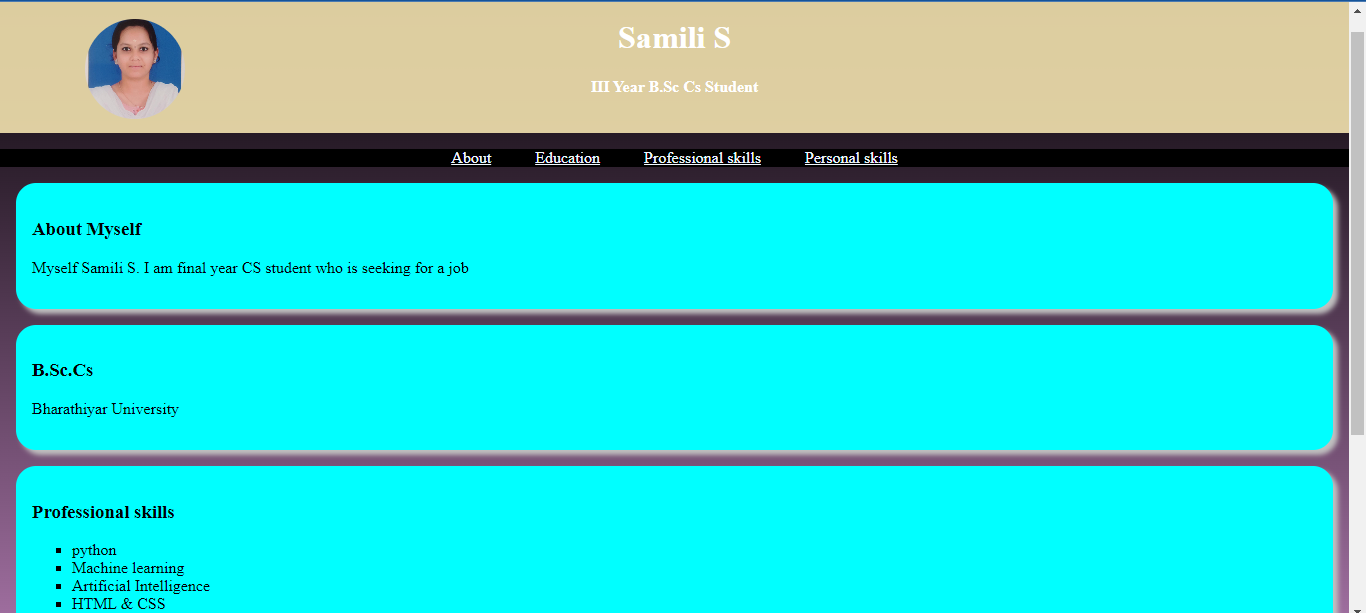 Samili S
III Year B.Sc Cs Student
About Education Professional skills Personal skills
About Myself
Myself Samili S. I am final year CS student who is seeking for a job
B.Sc.Cs
Bharathiyar University
Professional skills
python
Machine learning
Artificial Intelligence
HTML & CSS